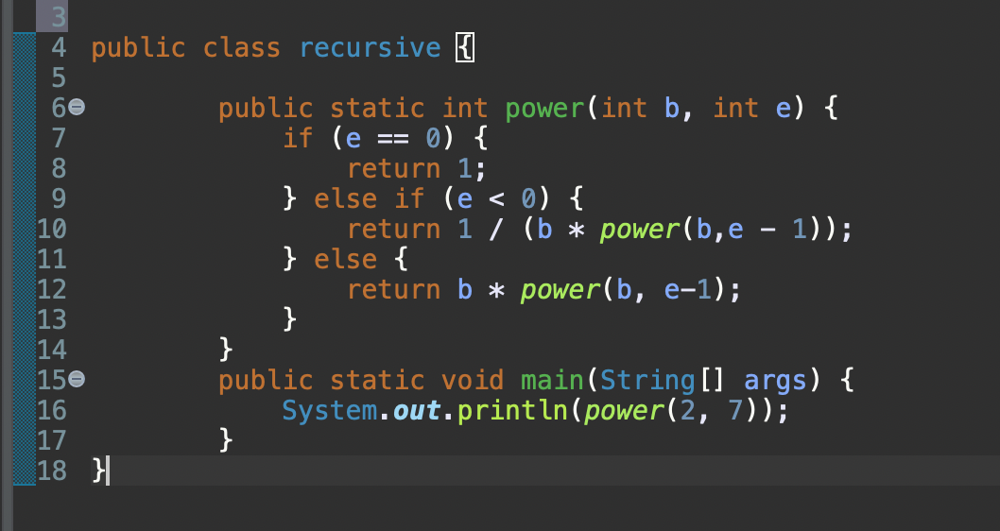 3
4 public class recursive {
5
6 public static int power(int b, int e) {
7 if (e == 0) {
8 return 1;
9 } else if (e < 0) {
10 return 1 / (b * power(b,e - 1));
11 } else {
12 return b * power(b, e-1);
13 }
14 }
15 public static void main(String[] args) {
16 System.out.println(power(2, 7));
17 }
18 }